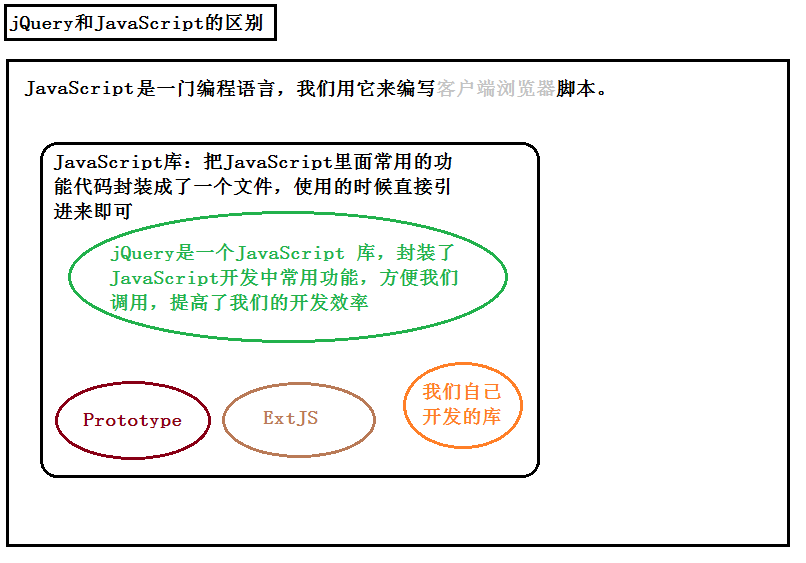 jQuery和JavaScript的区别
JavaScript是一门编程语言，我们用它来编写客户端浏览器脚本。
JavaScript库：把JavaScript里面常用的功
能代码封装成了一个文件，使用的时候直接引
进来即可
jQuery是一个JavaScript 库，封装了
JavaScript开发中常用功能，方便我们
调用，提高了我们的开发效率
Prototype
ExtJS
我们自己
开发的库